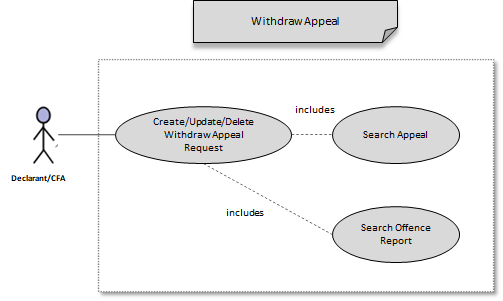 Withdraw Appeal
Create/Update/Delete
Withdraw Appeal
Request
includes
Search Appeal
Declarant/CFA
includes
Search Offence
Report